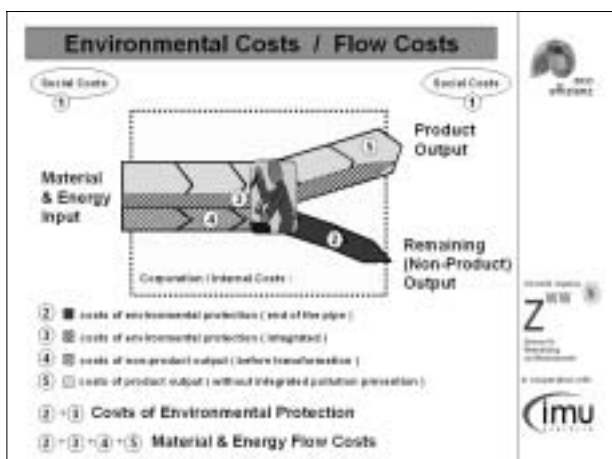 Environmental Costs / Flow Costs
Social Costs
1
Social Costs
1
eco
Product
Output
5
Material
& Energy
Input
3
4
2
Remaining
(Non-Product)
Output
Corporation / Internal Costs
2 costs of environmental protection ( end of the pipe )
3 costs of environmental protection ( integrated )
4 costs of non-product output ( before transformation )
5 costs of product output ( without integrated pollution prevention )
2 + 3 Costs of Environmental Protection
2 + 3 + 4 + 5 Material & Energy Flow Costs
Z
imu